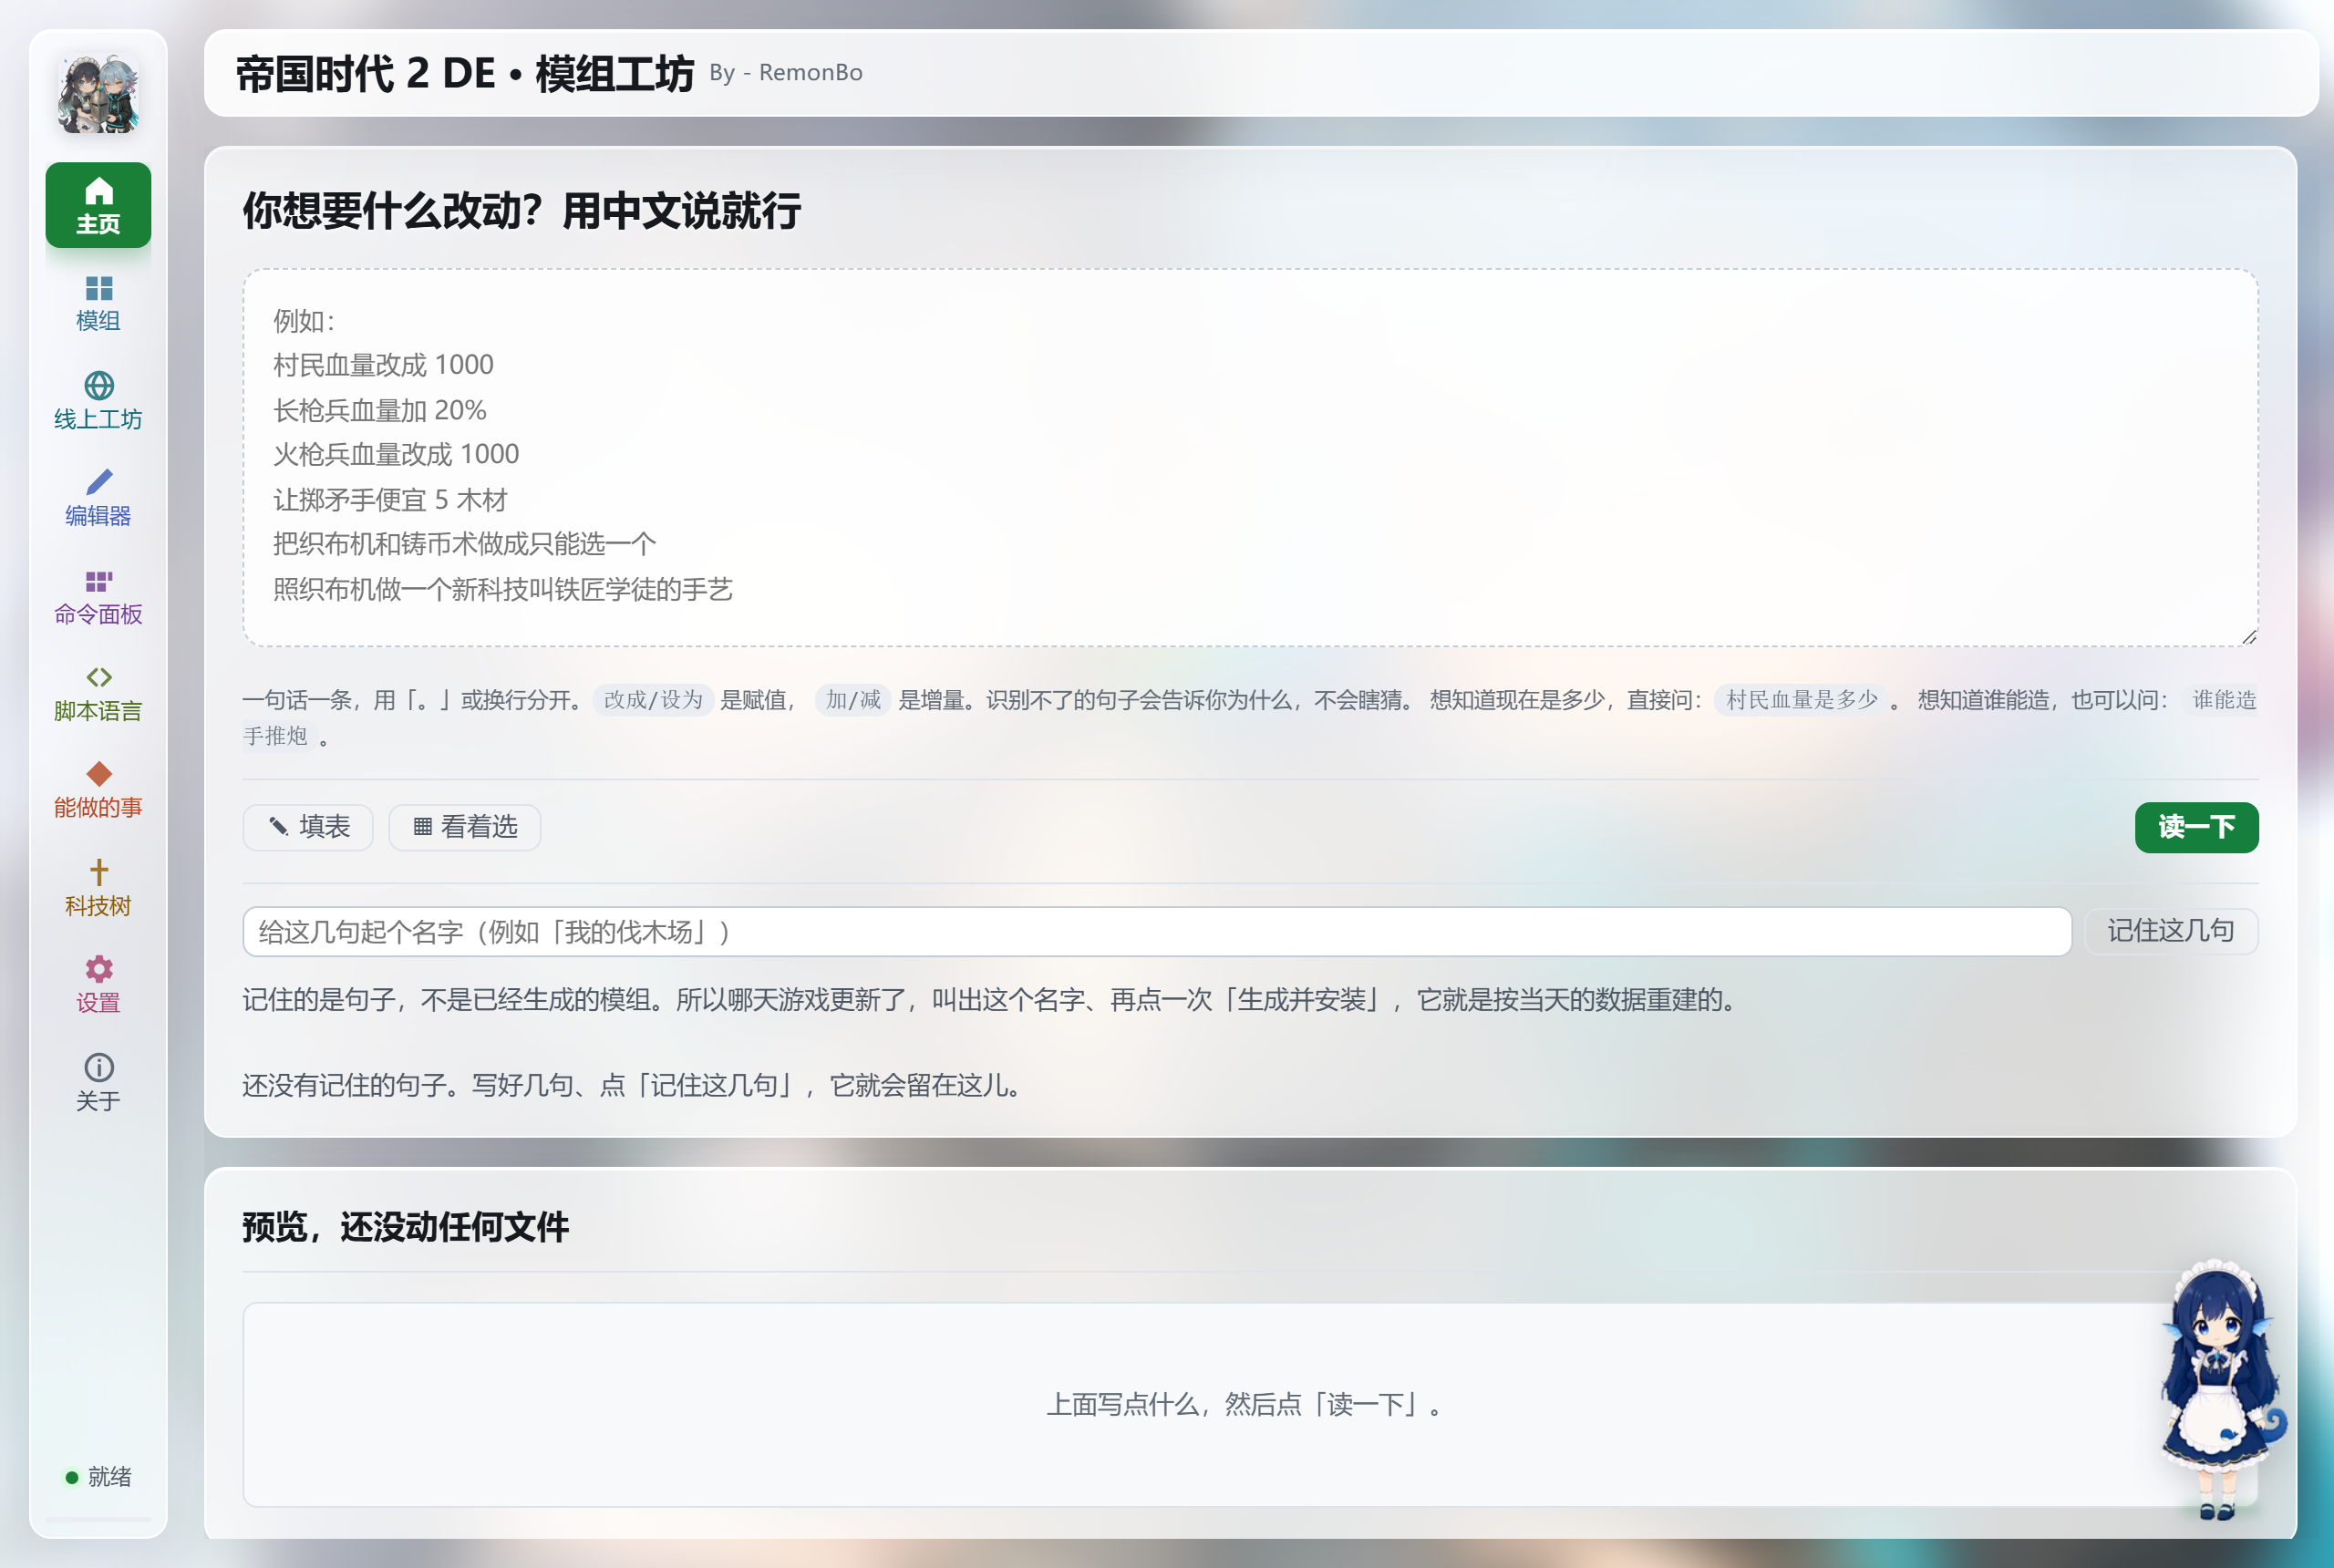 帝国时代 2 DE • 模组工坊 By - RemonBo
主页
模组
线上工坊
编辑器
命令面板
脚本语言
能做的事
科技树
设置
关于
就绪
你想要什么改动？用中文说就行
例如：
村民血量改成 1000
长枪兵血量加 20%
火枪兵血量改成 1000
让掷矛手便宜 5 木材
把织布机和铸币术做成只能选一个
照织布机做一个新科技叫铁匠学徒的手艺
一句话一条，用「。」或换行分开。 改成/设为 是赋值， 加/减 是增量。识别不了的句子会告诉你为什么，不会瞎猜。 想知道现在是多少，直接问： 村民血量是多少 。 想知道谁能造，也可以问： 谁能造
手推炮 。
填表
看着选
读一下
给这几句起个名字（例如「我的伐木场」）
记住这几句
记住的是句子，不是已经生成的模组。所以哪天游戏更新了，叫出这个名字、再点一次「生成并安装」，它就是按当天的数据重建的。
还没有记住的句子。写好几句、点「记住这几句」，它就会留在这儿。
预览，还没动任何文件
上面写点什么，然后点「读一下」。